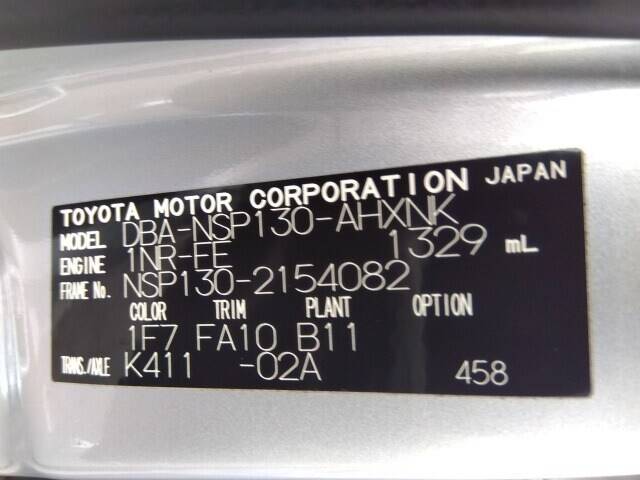 TOYOTA MOTOR CORPORATION JAPAN
MODEL DBA-NSP130-AHXNK
ENGINE 1NR-FE 1329 mL
FRAME No. NSP130-2154082
COLOR TRIM PLANT OPTION
1F7 FA10 B11
TRANS./AXLE K411 -02A 458